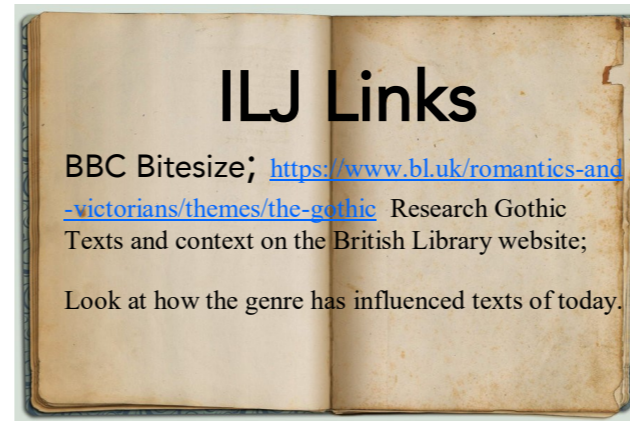 ILJ Links
BBC Bitesize; https://www.bl.uk/romantics-and
-victorians/themes/the-gothic Research Gothic
Texts and context on the British Library website;
Look at how the genre has influenced texts of today.